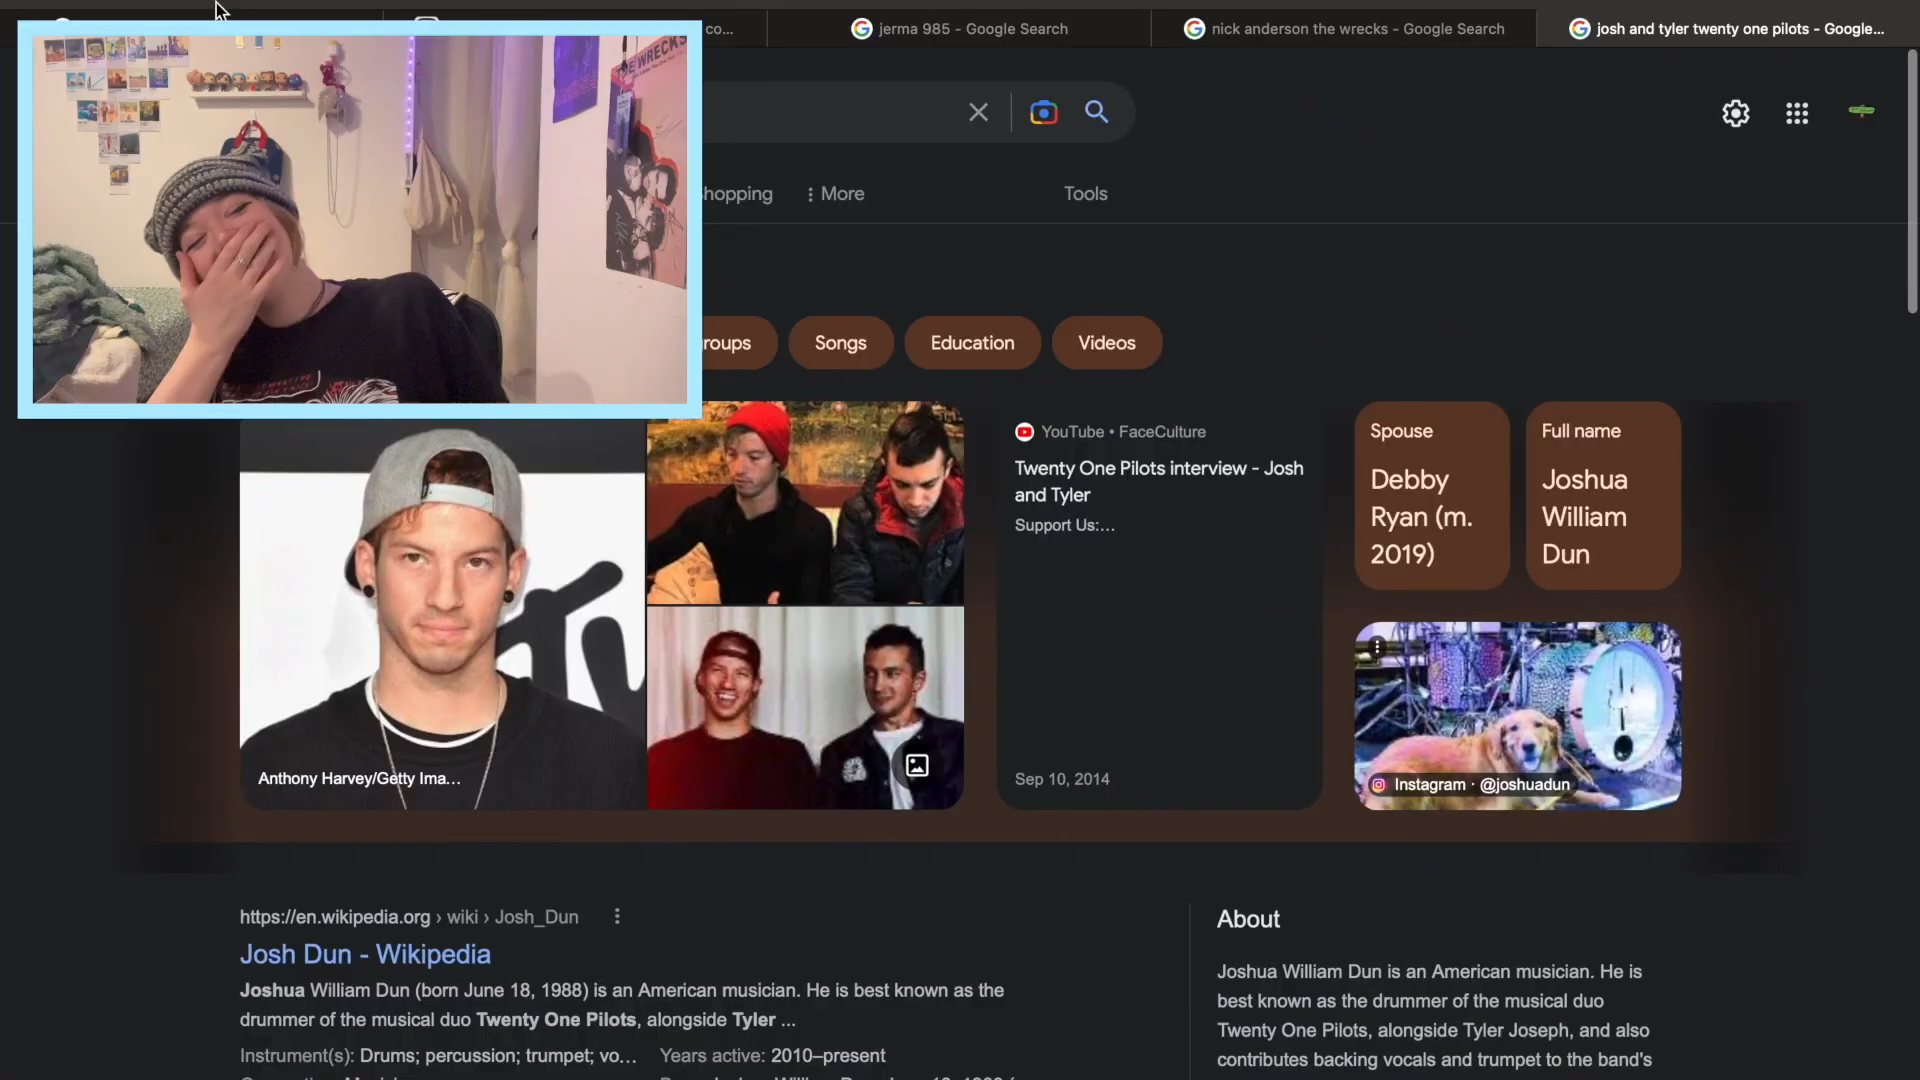 co...
jerma 985 - Google Search
nick anderson the wrecks - Google Search
josh and tyler twenty one pilots - Google...
THE WRECKS
hopping
More
Tools
roups
Songs
Education
Videos
Anthony Harvey/Getty Ima...
YouTube • FaceCulture
Twenty One Pilots interview - Josh
and Tyler
Support Us:...
Sep 10, 2014
Spouse
Debby
Ryan (m.
2019)
Full name
Joshua
William
Dun
Instagram · @joshuadun
https://en.wikipedia.org › wiki › Josh_Dun
Josh Dun - Wikipedia
Joshua William Dun (born June 18, 1988) is an American musician. He is best known as the
drummer of the musical duo Twenty One Pilots, alongside Tyler ...
Instrument(s): Drums; percussion; trumpet; vo... Years active: 2010–present
About
Joshua William Dun is an American musician. He is
best known as the drummer of the musical duo
Twenty One Pilots, alongside Tyler Joseph, and also
contributes backing vocals and trumpet to the band's